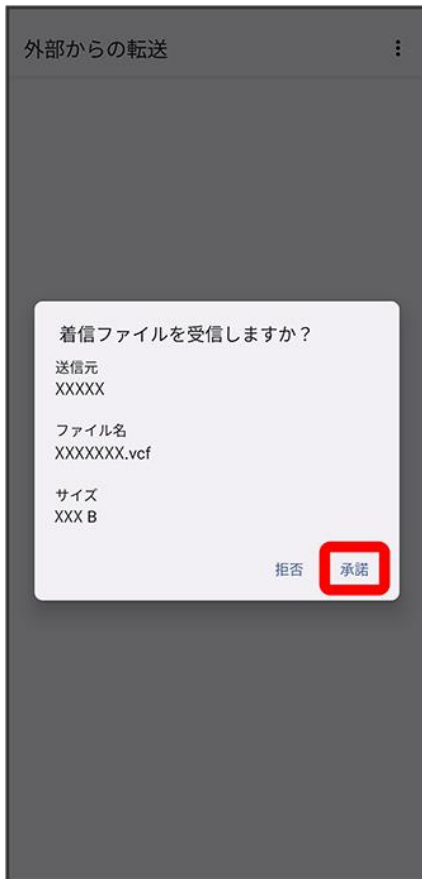 外部からの転送
着信ファイルを受信しますか？
送信元
XXXXX
ファイル名
XXXXXXX.vcf
サイズ
XXX B
拒否 承諾